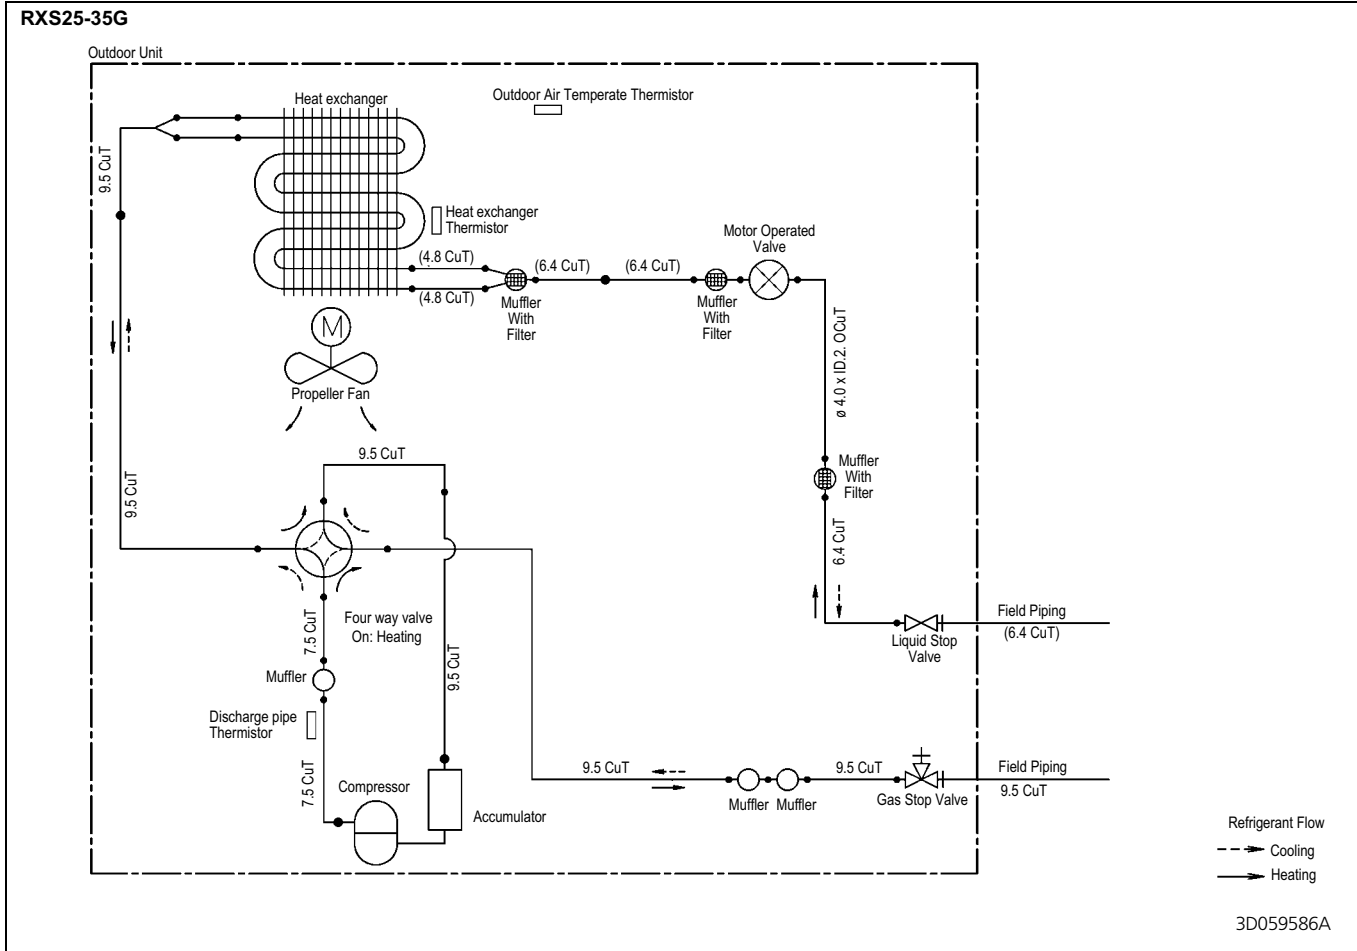 RXS25-35G
Outdoor Unit
Heat exchanger
Outdoor Air Temperate Thermistor
9.5 CuT
Heat exchanger
Thermistor
(4.8 CuT)
(4.8 CuT)
Muffler
With
Filter
(6.4 CuT)
(6.4 CuT)
Muffler
With
Filter
Motor Operated
Valve
ø 4.0 x ID.2. OCuT
M
Propeller Fan
9.5 CuT
9.5 CuT
Muffler
With
Filter
6.4 CuT
Four way valve
On: Heating
7.5 CuT
Muffler
9.5 CuT
Liquid Stop
Valve
Field Piping
(6.4 CuT)
Discharge pipe
Thermistor
7.5 CuT
Compressor
Accumulator
9.5 CuT
Muffler
Muffler
9.5 CuT
Gas Stop Valve
Field Piping
9.5 CuT
Refrigerant Flow
Cooling
Heating
3D059586A